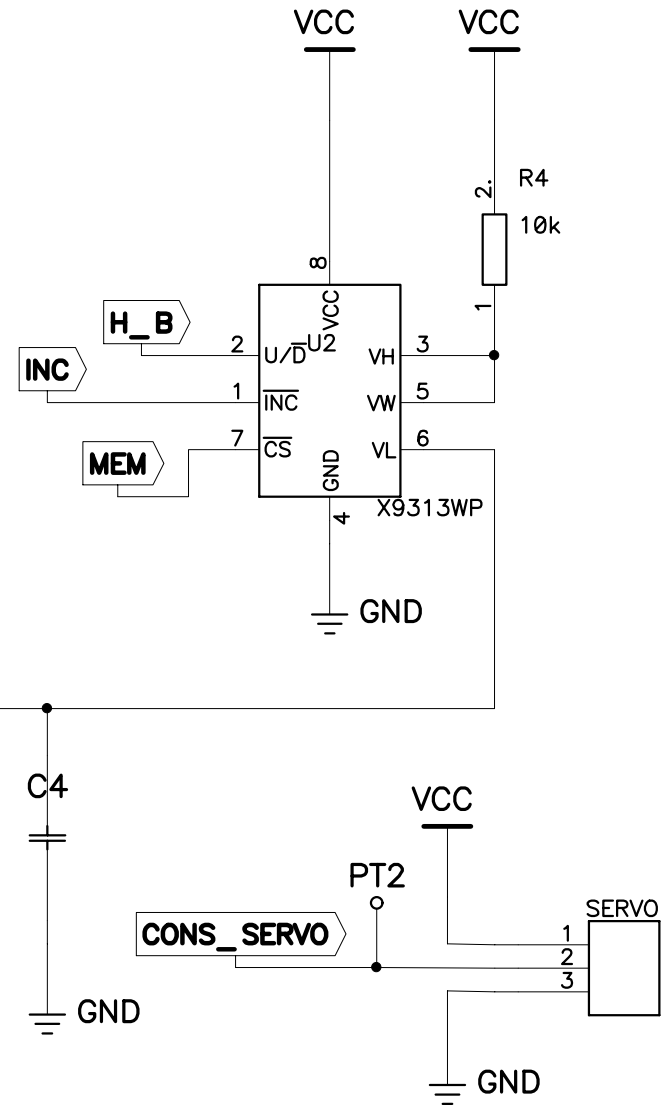 VCC VCC
2. R4
10k
8
1
H_B
VCC
2 U/D U2 VH 3
INC
1 INC VW 5
MEM
7 CS VL 6
GND
4 X9313WP
GND
C4
VCC
PT2
SERVO
CONS_SERVO
1
2
3
GND
GND